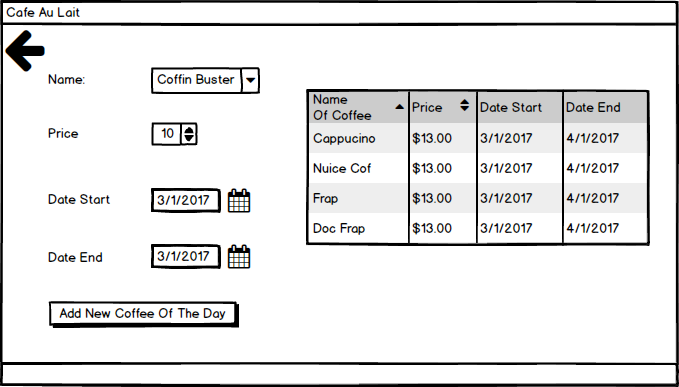 Cafe Au Lait
Name: Coffin Buster
Price 10
Date Start 3/1/2017
Date End 3/1/2017
Add New Coffee Of The Day
Name
Of Coffee Price Date Start Date End
Cappucino $13.00 3/1/2017 4/1/2017
Nuice Cof $13.00 3/1/2017 4/1/2017
Frap $13.00 3/1/2017 4/1/2017
Doc Frap $13.00 3/1/2017 4/1/2017